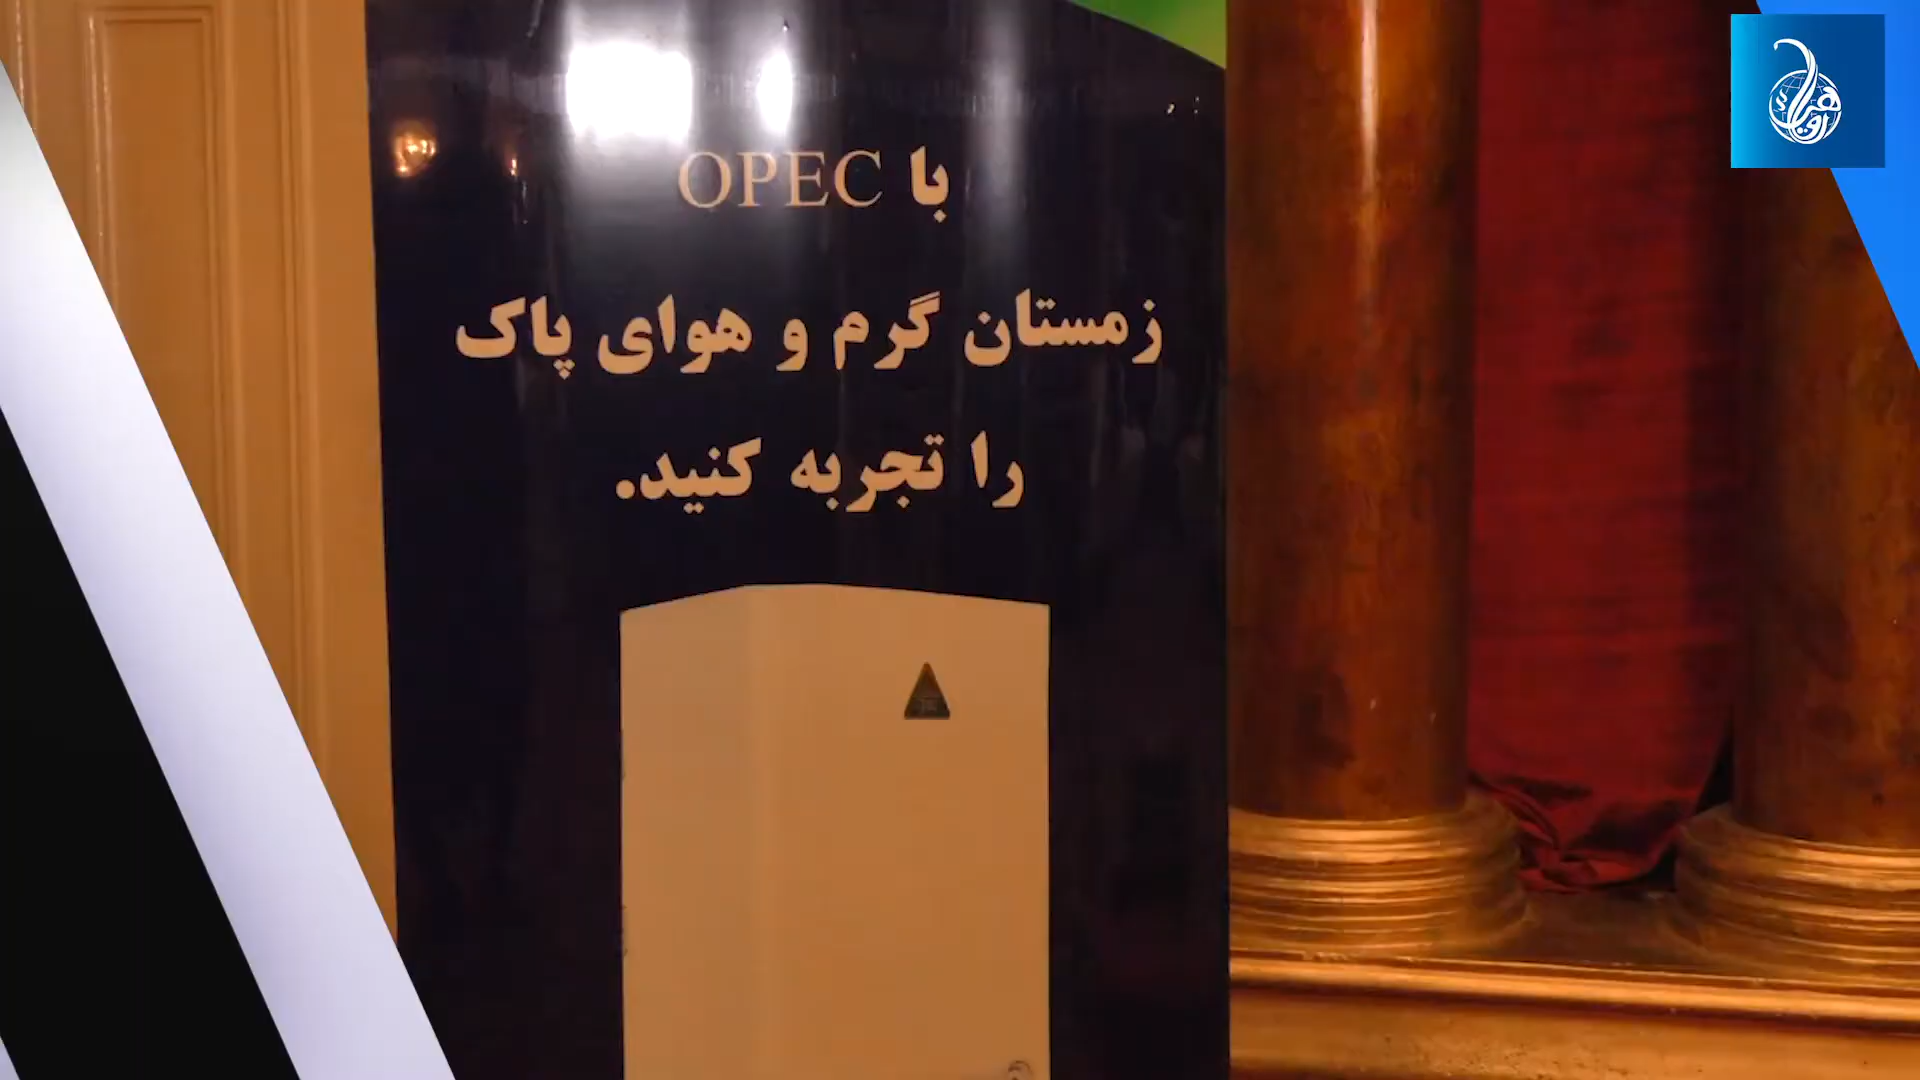 با OPEC
زمستان گرم و هوای پاک
را تجربه کنید.